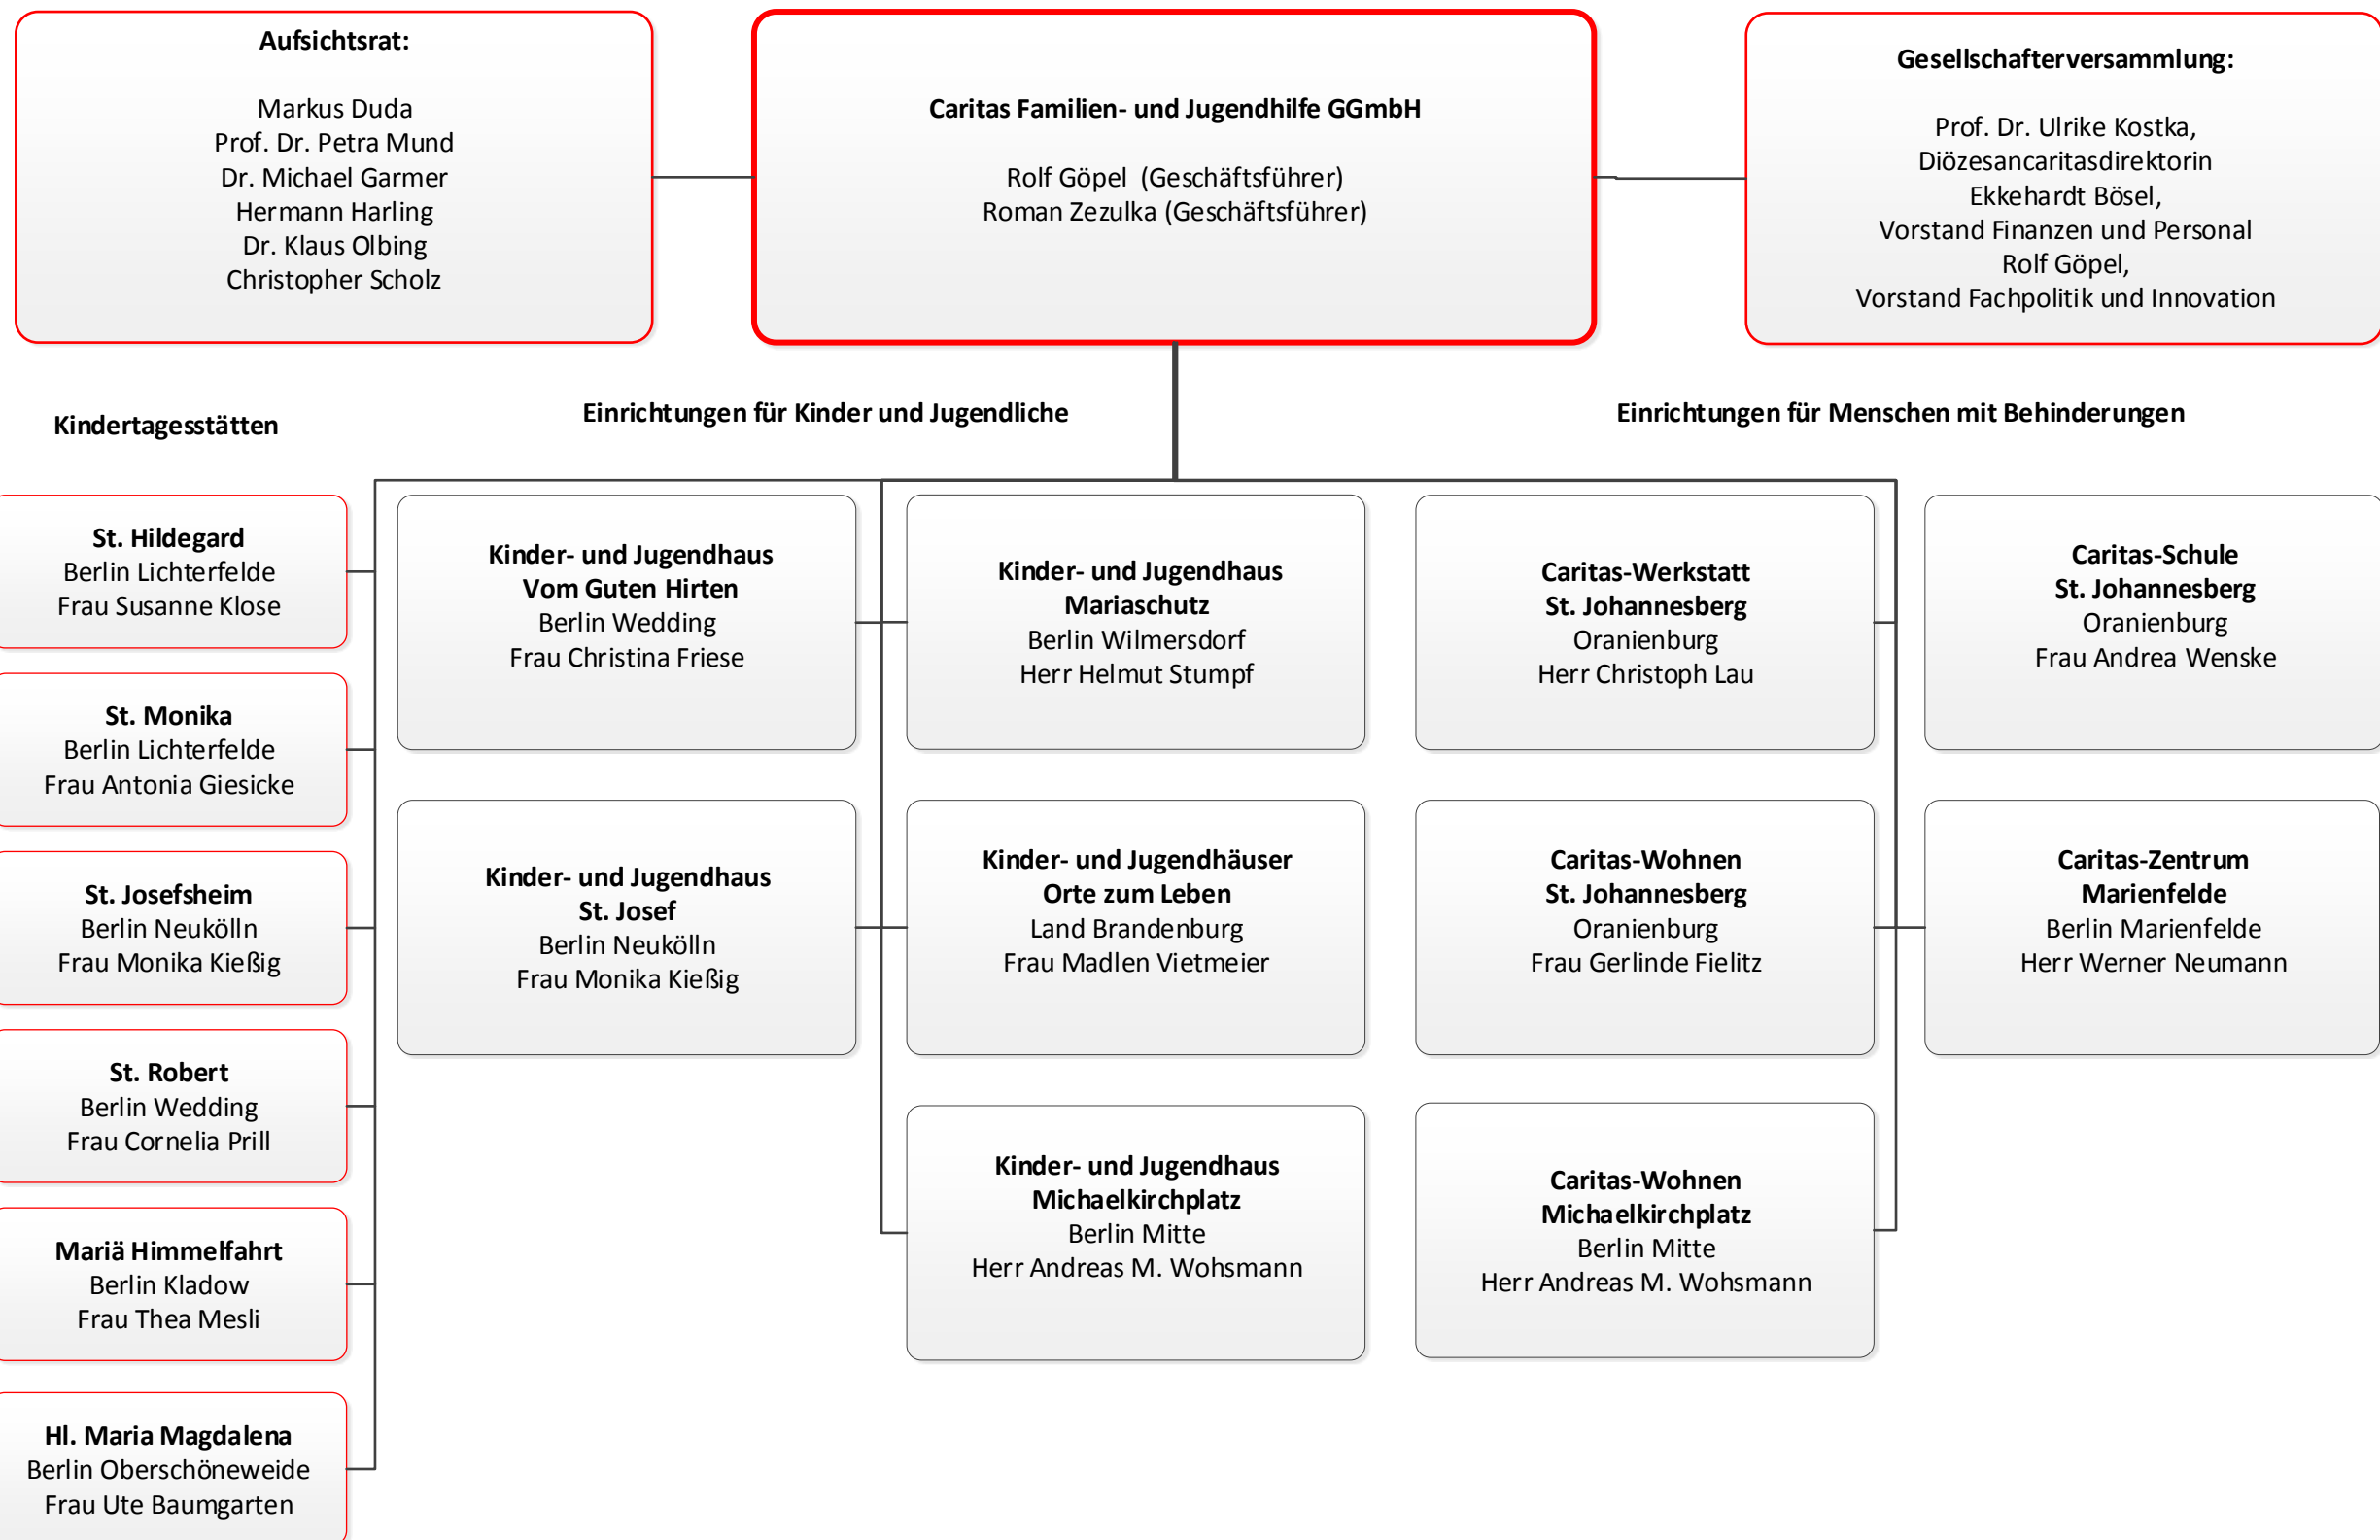 Aufsichtsrat:
Markus Duda
Prof. Dr. Petra Mund
Dr. Michael Garmer
Hermann Harling
Dr. Klaus Olbing
Christopher Scholz
Caritas Familien- und Jugendhilfe GGmbH
Rolf Göpel  (Geschäftsführer)
Roman Zezulka (Geschäftsführer)
Gesellschafterversammlung:
Prof. Dr. Ulrike Kostka,
Diözesancaritasdirektorin
Ekkehardt Bösel,
Vorstand Finanzen und Personal
Rolf Göpel,
Vorstand Fachpolitik und Innovation
Kindertagesstätten
St. Hildegard
Berlin Lichterfelde
Frau Susanne Klose
St. Monika
Berlin Lichterfelde
Frau Antonia Giesicke
St. Josefsheim
Berlin Neukölln
Frau Monika Kießig
St. Robert
Berlin Wedding
Frau Cornelia Prill
Mariä Himmelfahrt
Berlin Kladow
Frau Thea Mesli
Hl. Maria Magdalena
Berlin Oberschöneweide
Frau Ute Baumgarten
Einrichtungen für Kinder und Jugendliche
Kinder- und Jugendhaus
Vom Guten Hirten
Berlin Wedding
Frau Christina Friese
Kinder- und Jugendhaus
St. Josef
Berlin Neukölln
Frau Monika Kießig
Kinder- und Jugendhaus
Mariaschutz
Berlin Wilmersdorf
Herr Helmut Stumpf
Kinder- und Jugendhäuser
Orte zum Leben
Land Brandenburg
Frau Madlen Vietmeier
Kinder- und Jugendhaus
Michaelkirchplatz
Berlin Mitte
Herr Andreas M. Wohsmann
Einrichtungen für Menschen mit Behinderungen
Caritas-Werkstatt
St. Johannesberg
Oranienburg
Herr Christoph Lau
Caritas-Wohnen
St. Johannesberg
Oranienburg
Frau Gerlinde Fielitz
Caritas-Wohnen
Michaelkirchplatz
Berlin Mitte
Herr Andreas M. Wohsmann
Caritas-Schule
St. Johannesberg
Oranienburg
Frau Andrea Wenske
Caritas-Zentrum
Marienfelde
Berlin Marienfelde
Herr Werner Neumann